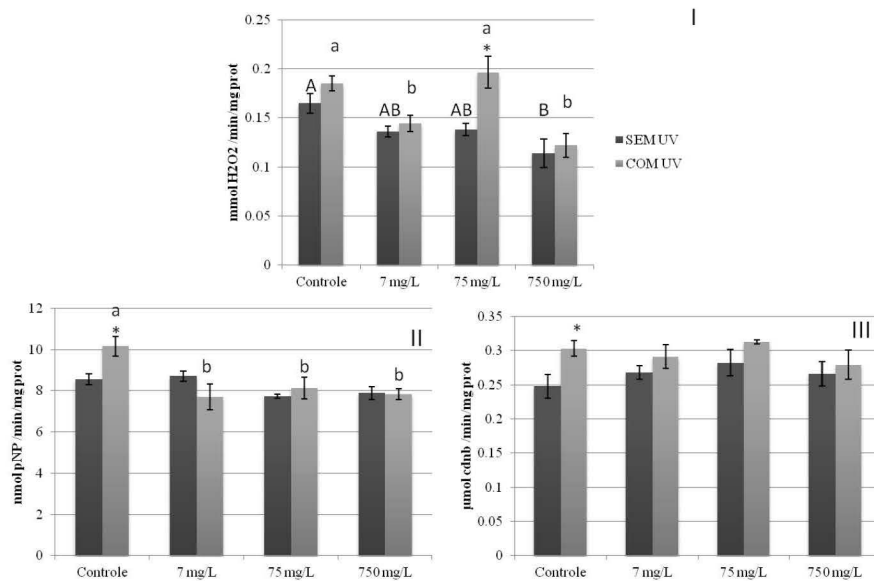 I
mmol H2O2 /min/mg prot
0.25
0.2
0.15
0.1
0.05
0
A
a
AB
b
AB
a
*
B
b
Controle
7 mg/L
75 mg/L
750 mg/L
SEM UV
COM UV
II
nmol pNP /min/mg prot
12
10
8
6
4
2
0
a
*
b
b
b
Controle
7 mg/L
75 mg/L
750 mg/L
III
µmol cdnb /min/mg prot
0.35
0.3
0.25
0.2
0.15
0.1
0.05
0
*
Controle
7 mg/L
75 mg/L
750 mg/L